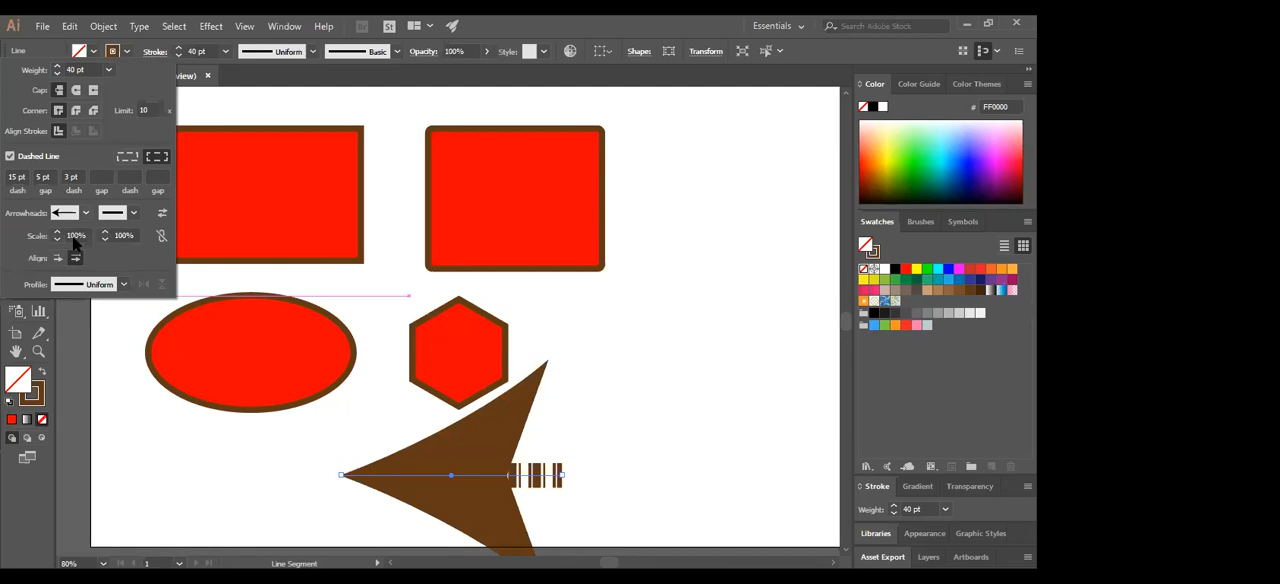 Ai File Edit Object Type Select Effect View Window Help Br St Essentials Search Adobe Stock
Line Stroke: 40 pt Uniform Basic Opacity: 100% Style: Shape: Transform
Weight: 40 pt
view) ×
Cap:
Corner: Limit: 10 x
Align Stroke:
Dashed Line
15 pt 5 pt 3 pt
dash gap dash gap dash gap
Arrowheads:
Scale: 100% 100%
Align:
Profile: Uniform
80% 1 Line Segment
Color Color Guide Color Themes
# FF0000
Swatches Brushes Symbols
Stroke Gradient Transparency
Weight: 40 pt
Libraries Appearance Graphic Styles
Asset Export Layers Artboards